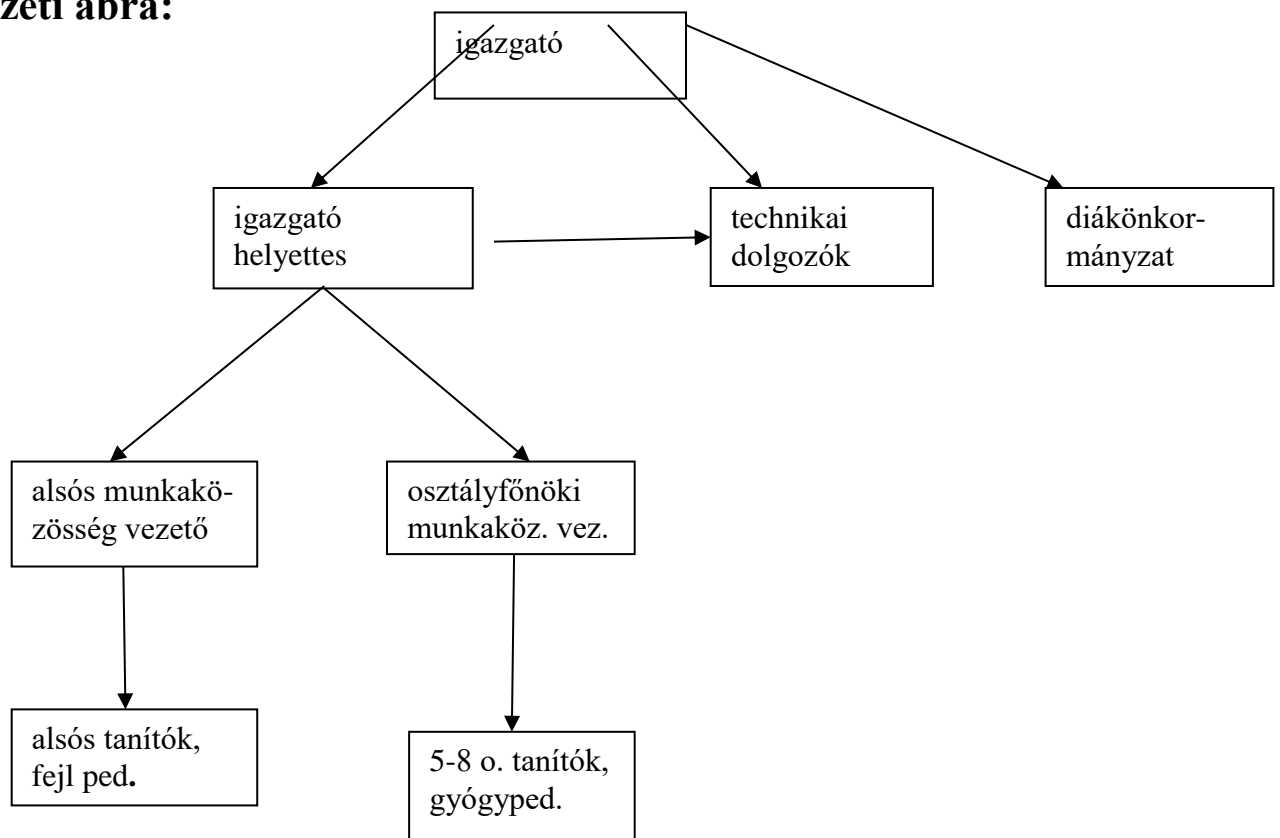 zeti ábra:
igazgató
igazgató
helyettes
technikai
dolgozók
diákönkor-
mányzat
alsós munkakö-
zösség vezető
osztályfőnöki
munkaköz. vez.
alsós tanítók,
fejl ped.
5-8 o. tanítók,
gyógyped.